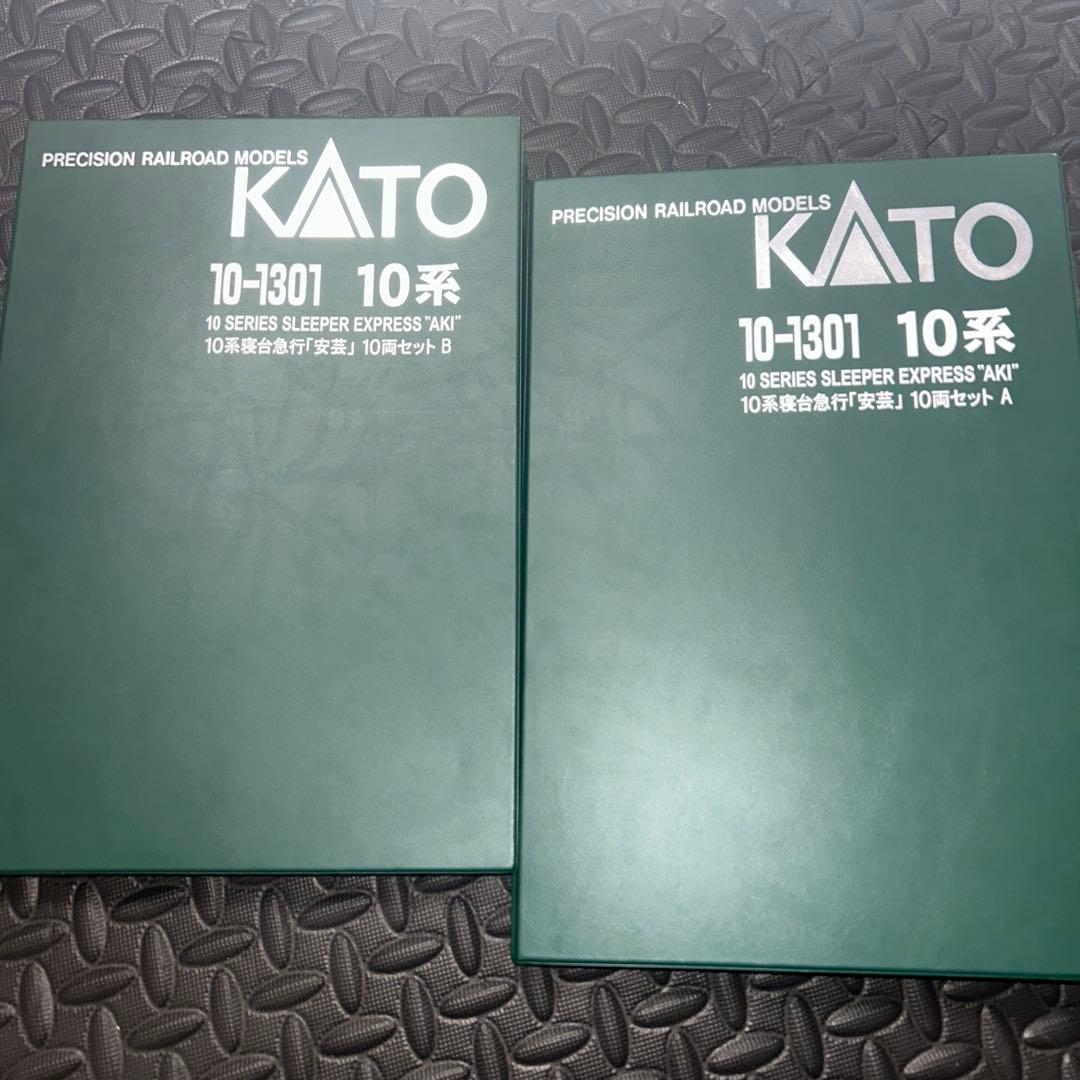 PRECISION RAILROAD MODELS
KATO
10-1301 10系
10 SERIES SLEEPER EXPRESS "AKI"
10系寝台急行「安芸」 10両セット B
PRECISION RAILROAD MODELS
KATO
10-1301 10系
10 SERIES SLEEPER EXPRESS "AKI"
10系寝台急行「安芸」 10両セット A